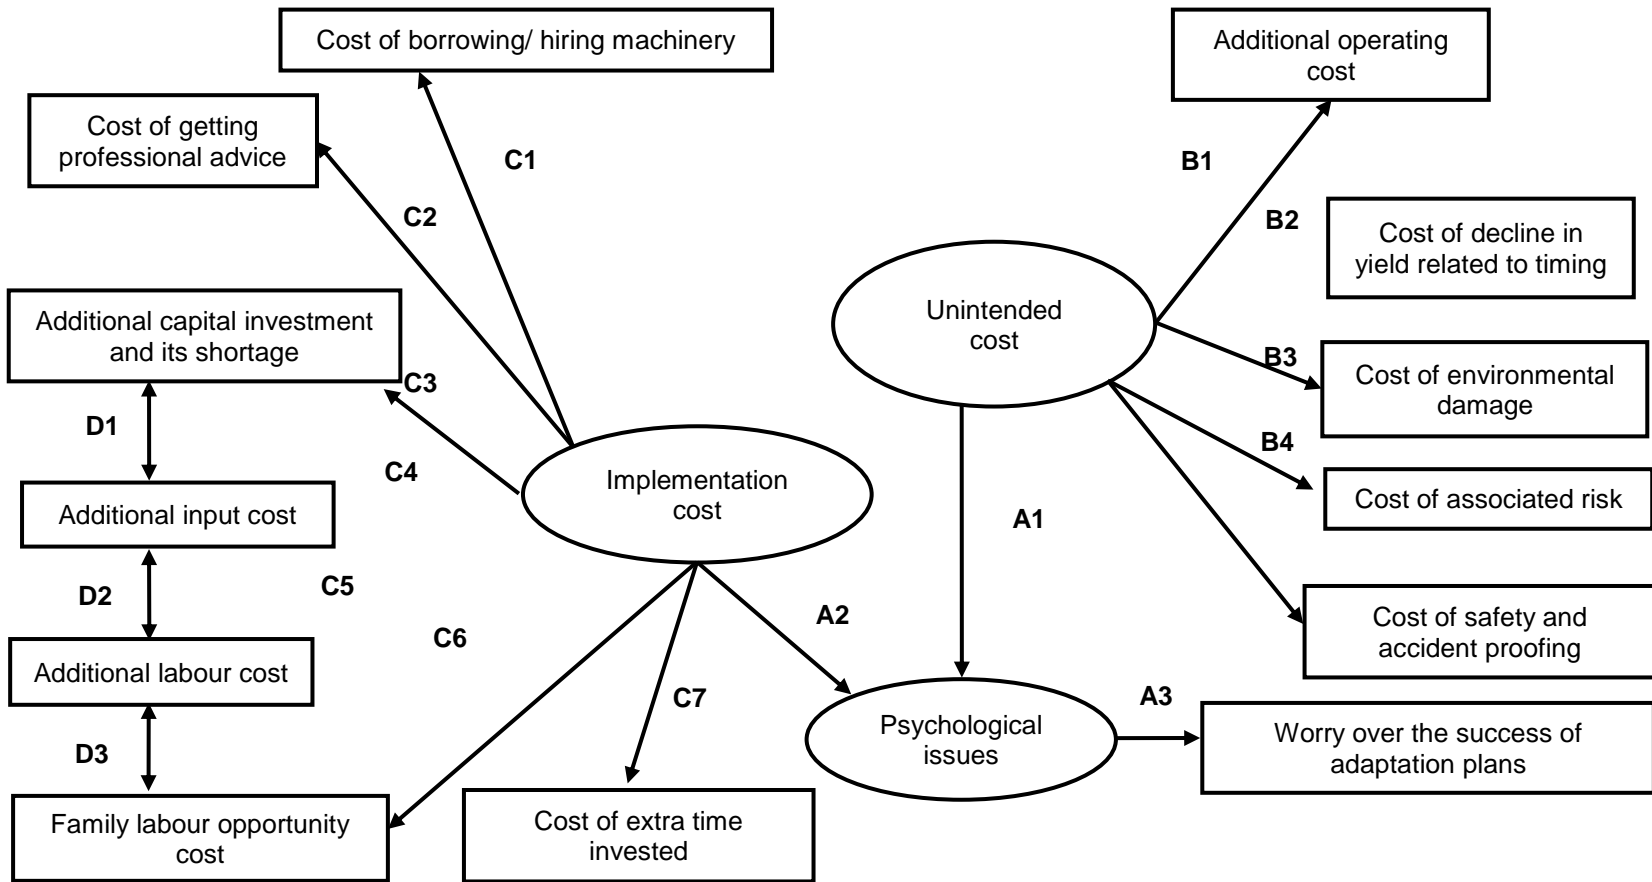 Cost of borrowing/ hiring machinery
Additional operating
cost
Cost of getting
professional advice
C1
B1
C2
B2
Cost of decline in
yield related to timing
Additional capital investment
and its shortage
Unintended
cost
C3
B3
Cost of environmental
damage
D1
B4
C4
Implementation
cost
Cost of associated risk
Additional input cost
A1
C5
D2
A2
C6
Cost of safety and
accident proofing
Additional labour cost
C7
A3
D3
Psychological
issues
Worry over the success of
adaptation plans
Family labour opportunity
cost
Cost of extra time
invested